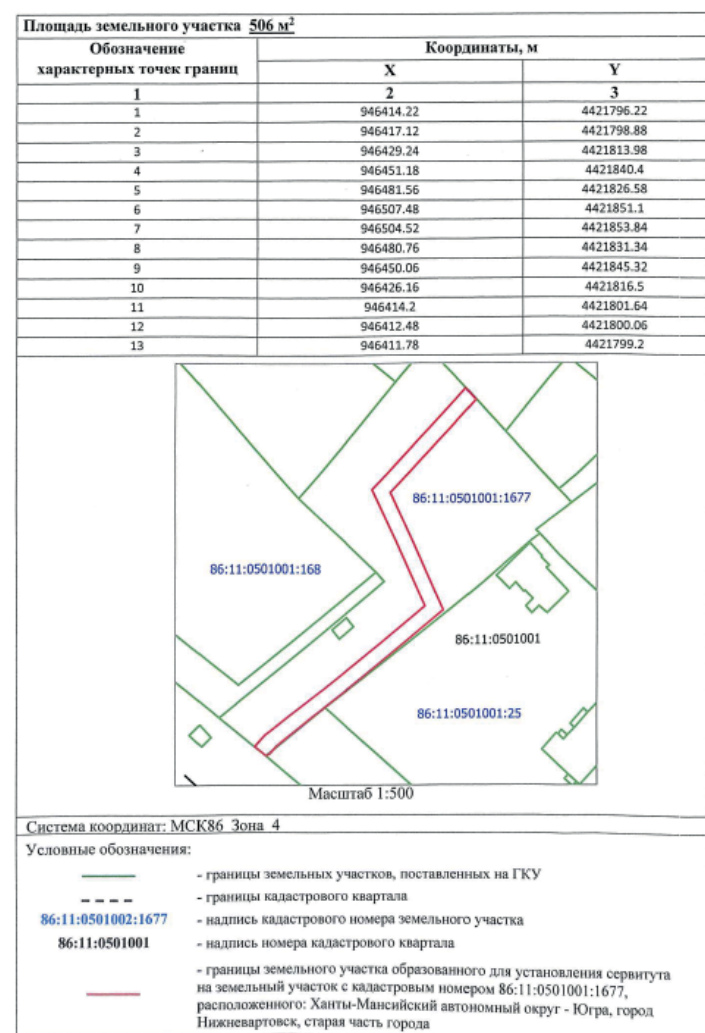 Площадь земельного участка 506 м²
Обозначение характерных точек границ
Координаты, м
X Y
1 2 3
1 946414.22 4421796.22
2 946417.12 4421798.88
3 946429.24 4421813.98
4 946451.18 4421840.4
5 946481.56 4421826.58
6 946507.48 4421851.1
7 946504.52 4421853.84
8 946480.76 4421831.34
9 946450.06 4421845.32
10 946426.16 4421816.5
11 946414.2 4421801.64
12 946412.48 4421800.06
13 946411.78 4421799.2
86:11:0501001:1677
86:11:0501001:168
86:11:0501001
86:11:0501001:25
Масштаб 1:500
Система координат: МСК86 Зона 4
Условные обозначения:
- границы земельных участков, поставленных на ГКУ
- границы кадастрового квартала
86:11:0501002:1677 - надпись кадастрового номера земельного участка
86:11:0501001 - надпись номера кадастрового квартала
- границы земельного участка образованного для установления сервитута
на земельный участок с кадастровым номером 86:11:0501001:1677,
расположенного: Ханты-Мансийский автономный округ - Югра, город
Нижневартовск, старая часть города